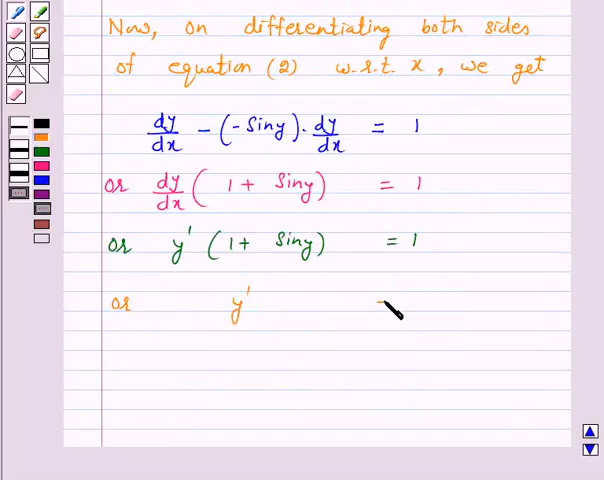 Now, on differentiating both sides
of equation (2) w.r.t. x, we get
dy/dx - (-Siny). dy/dx = 1
or dy/dx (1 + Siny) = 1
or y' (1 + Siny) = 1
or y'